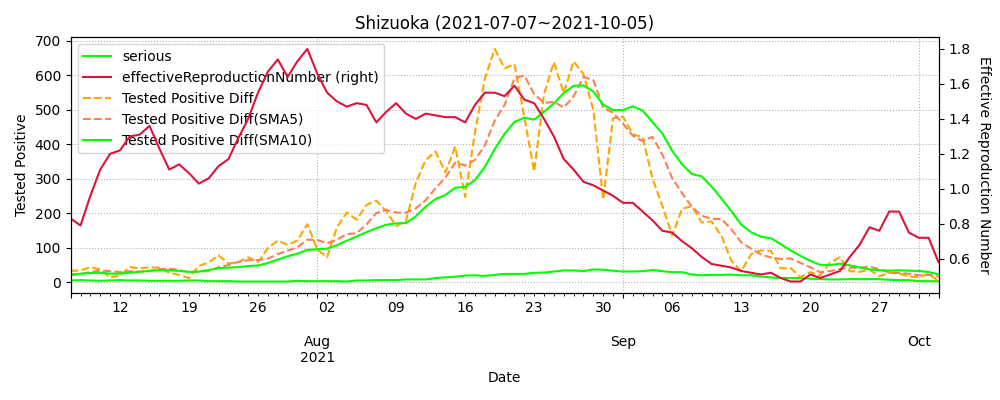 Shizuoka (2021-07-07~2021-10-05)
700
600
500
400
300
200
100
0
Tested Positive
serious
effectiveReproductionNumber (right)
Tested Positive Diff
Tested Positive Diff(SMA5)
Tested Positive Diff(SMA10)
1.8
1.6
1.4
1.2
1.0
0.8
0.6
Effective Reproduction Number
12 19 26 02 09 16 23 30 06 13 20 27
Aug Sep Oct
2021
Date